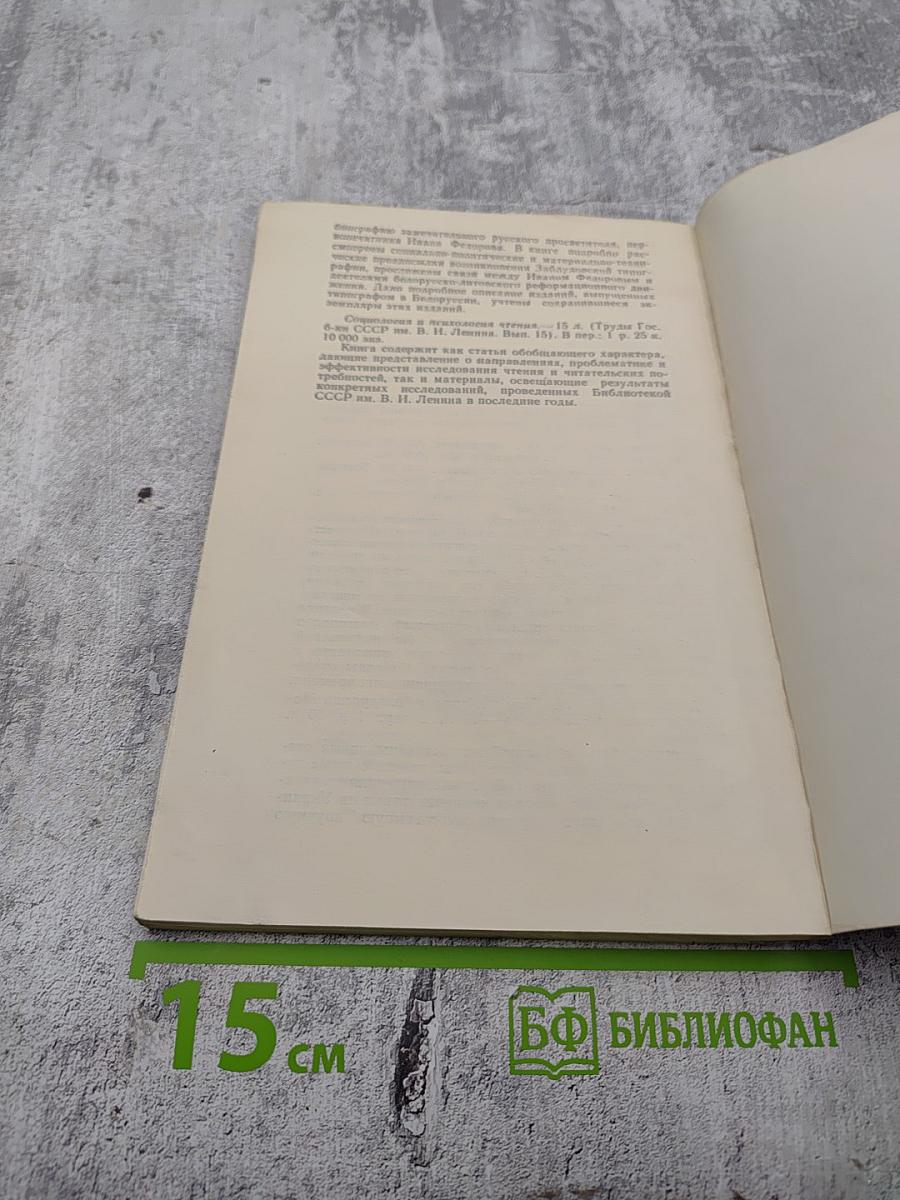 биографию замечательного русского просветителя, пер-
вопечатника Ивана Федорова. В книге подробно рас-
смотрены социально-политические и материально-техни-
ческие предпосылки возникновения Заблудовской типог-
рафии, прослежены связи между Иваном Федоровым и
деятелями белорусско-литовского реформационного дви-
жения. Дано подробное описание изданий, выпущенных
типографом в Белоруссии, учтены сохранившиеся эк-
земпляры этих изданий.
Социология и психология чтения.— 15 л. (Труды Гос.
б-ки СССР им. В. И. Ленина. Вып. 15). В пер.: 1 р. 25 к.
10 000 экз.
Книга содержит как статьи обобщающего характера,
дающие представление о направлениях, проблематике и
эффективности исследования чтения и читательских по-
требностей, так и материалы, освещающие результаты
конкретных исследований, проведенных Библиотекой
СССР им. В. И. Ленина в последние годы.
15 см
БФ БИБЛИОФАН